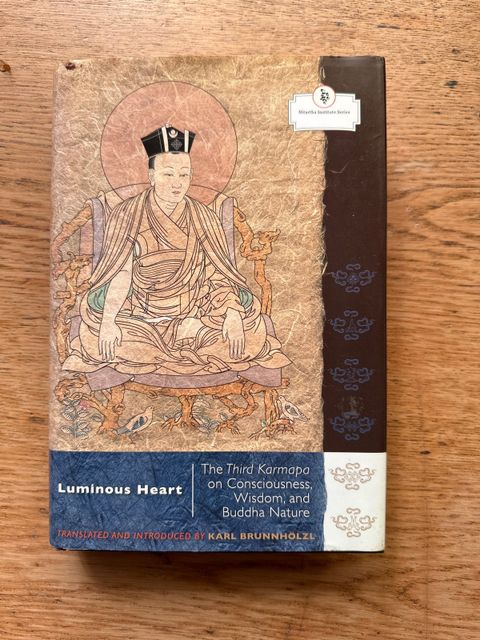 Nitartha Institute Series
Luminous Heart
The Third Karmapa
on Consciousness,
Wisdom, and
Buddha Nature
TRANSLATED AND INTRODUCED BY KARL BRUNNHÖLZL